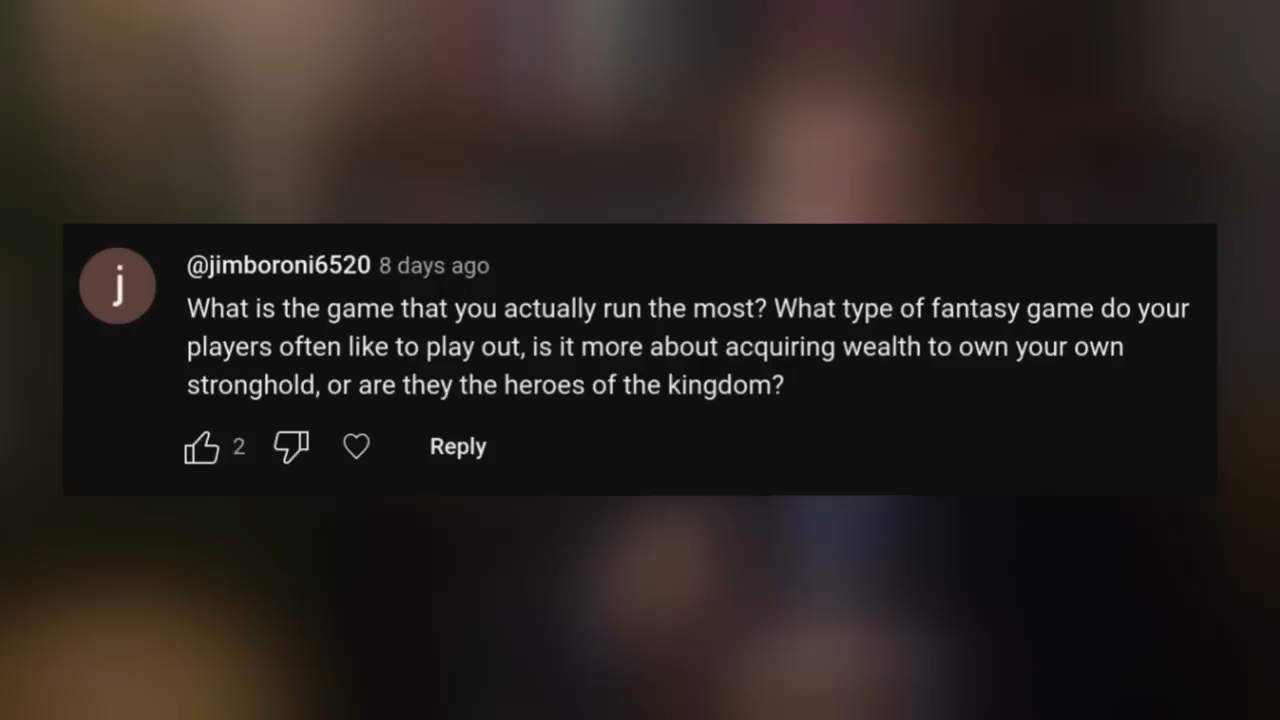 j
@jimboroni6520 8 days ago
What is the game that you actually run the most? What type of fantasy game do your
players often like to play out, is it more about acquiring wealth to own your own
stronghold, or are they the heroes of the kingdom?
2 Reply